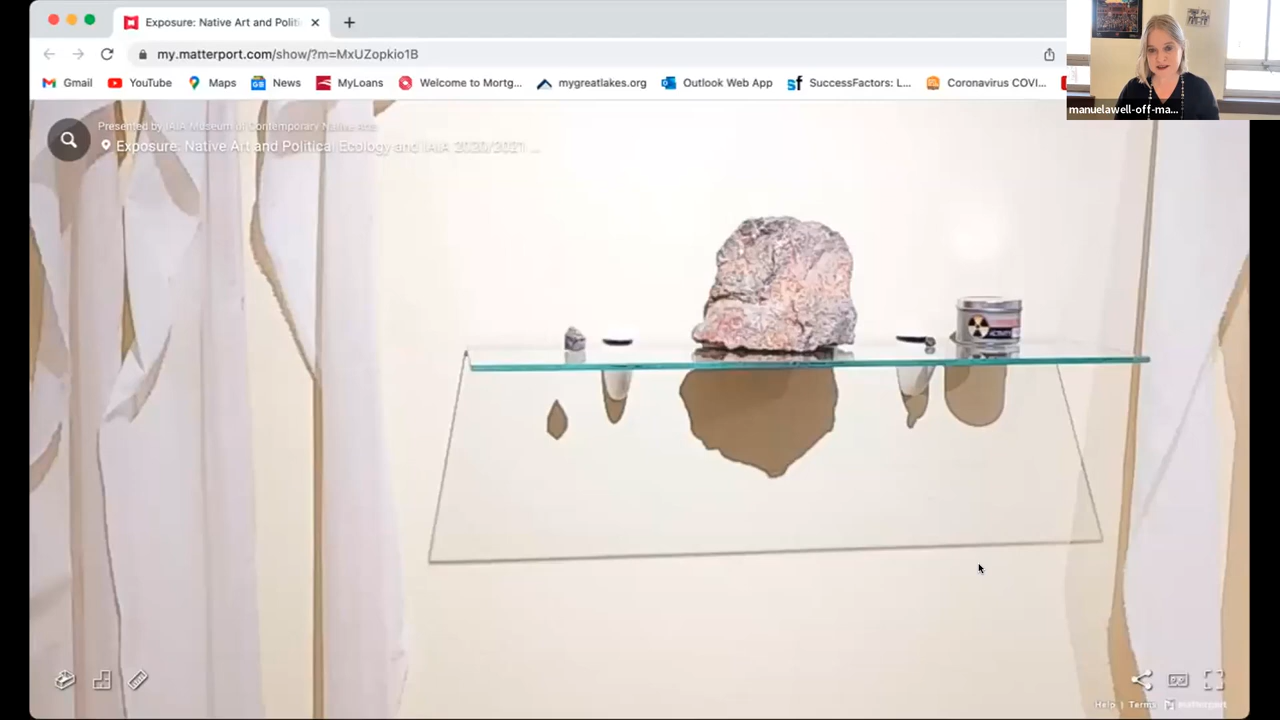 Exposure: Native Art and Politi
my.matterport.com/show/?m=MxUZopkio1B
Gmail YouTube Maps News MyLoans Welcome to Mortg... mygreatlakes.org Outlook Web App SuccessFactors: L... Coronavirus COVI...
manuelawell-off-ma...
Presented by IAIA Museum of Contemporary Native Arts
Exposure: Native Art and Political Ecology and IAIA 2020/2021 ...
Help | Terms matterport